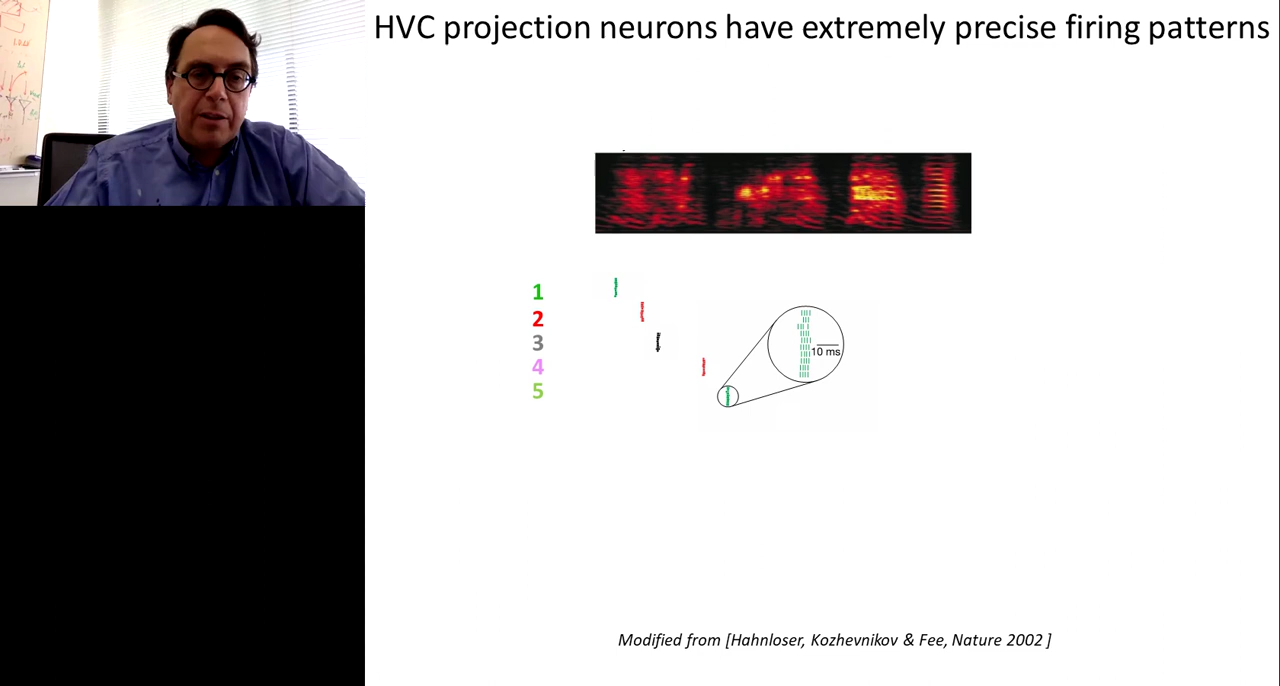 HVC projection neurons have extremely precise firing patterns
1
2
3
4
5
10 ms
Modified from [Hahnloser, Kozhevnikov & Fee, Nature 2002 ]